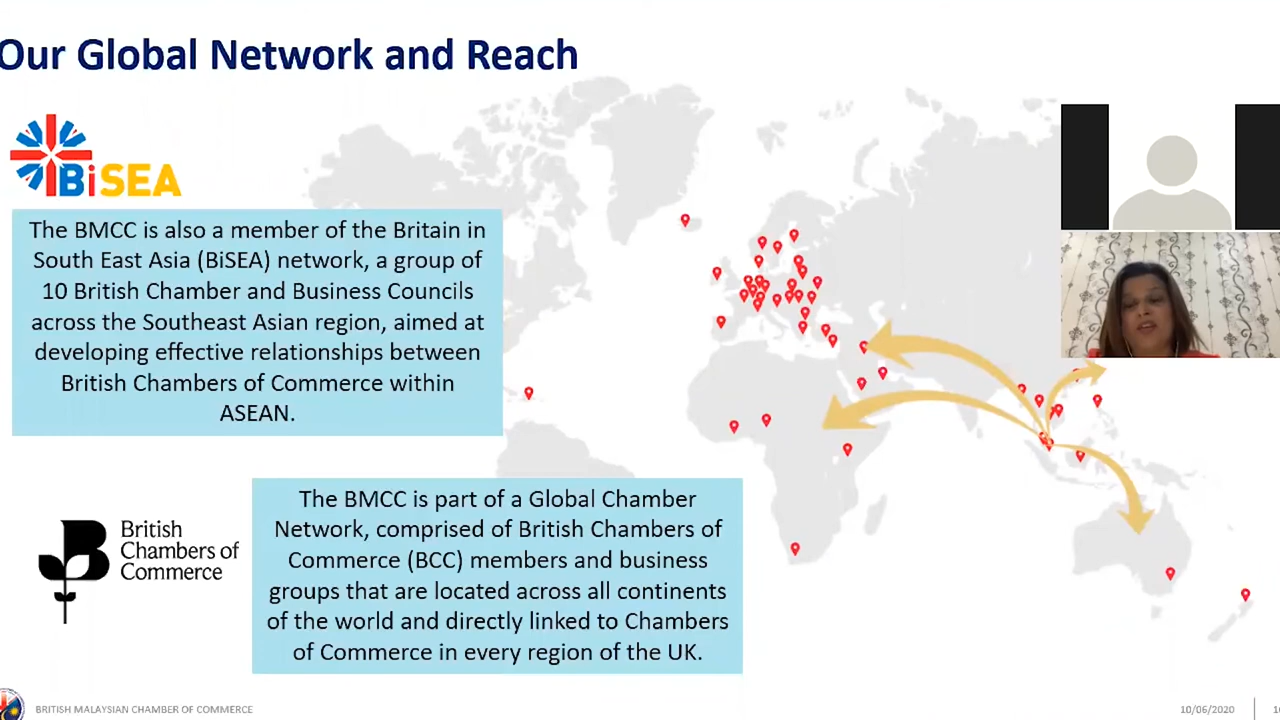 Our Global Network and Reach
BiSEA
The BMCC is also a member of the Britain in
South East Asia (BiSEA) network, a group of
10 British Chamber and Business Councils
across the Southeast Asian region, aimed at
developing effective relationships between
British Chambers of Commerce within
ASEAN.
British
Chambers of
Commerce
The BMCC is part of a Global Chamber
Network, comprised of British Chambers of
Commerce (BCC) members and business
groups that are located across all continents
of the world and directly linked to Chambers
of Commerce in every region of the UK.
BRITISH MALAYSIAN CHAMBER OF COMMERCE
10/06/2020